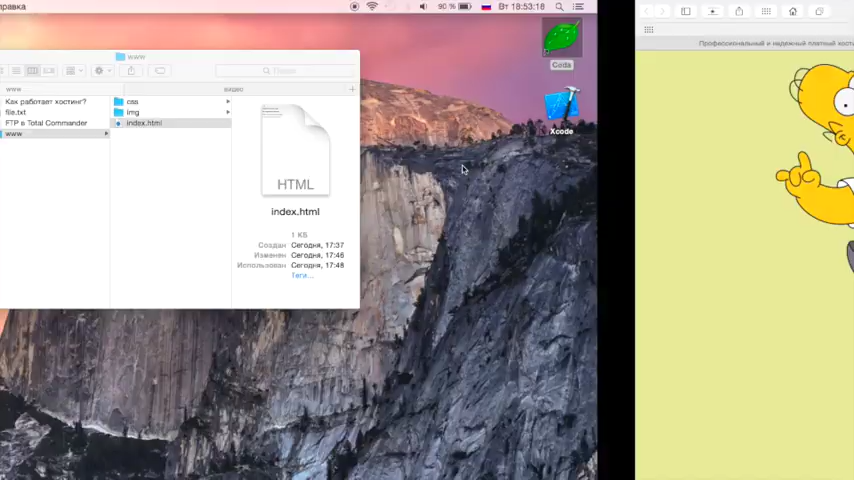 равка
90 %
Вт 18:53:18
www
Поиск
www
видео
Как работает хостинг?
file.txt
FTP в Total Commander
www
css
img
index.html
HTML
index.html
1 КБ
Создан Сегодня, 17:37
Изменен Сегодня, 17:46
Использован Сегодня, 17:48
Теги...
Coda
Xcode
Профессиональный и надежный платный хости